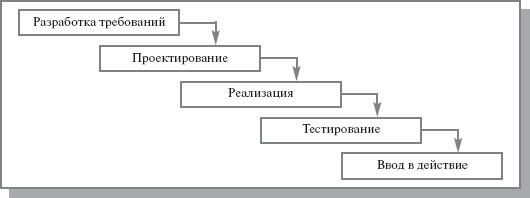 Разработка требований
Проектирование
Реализация
Тестирование
Ввод в действие